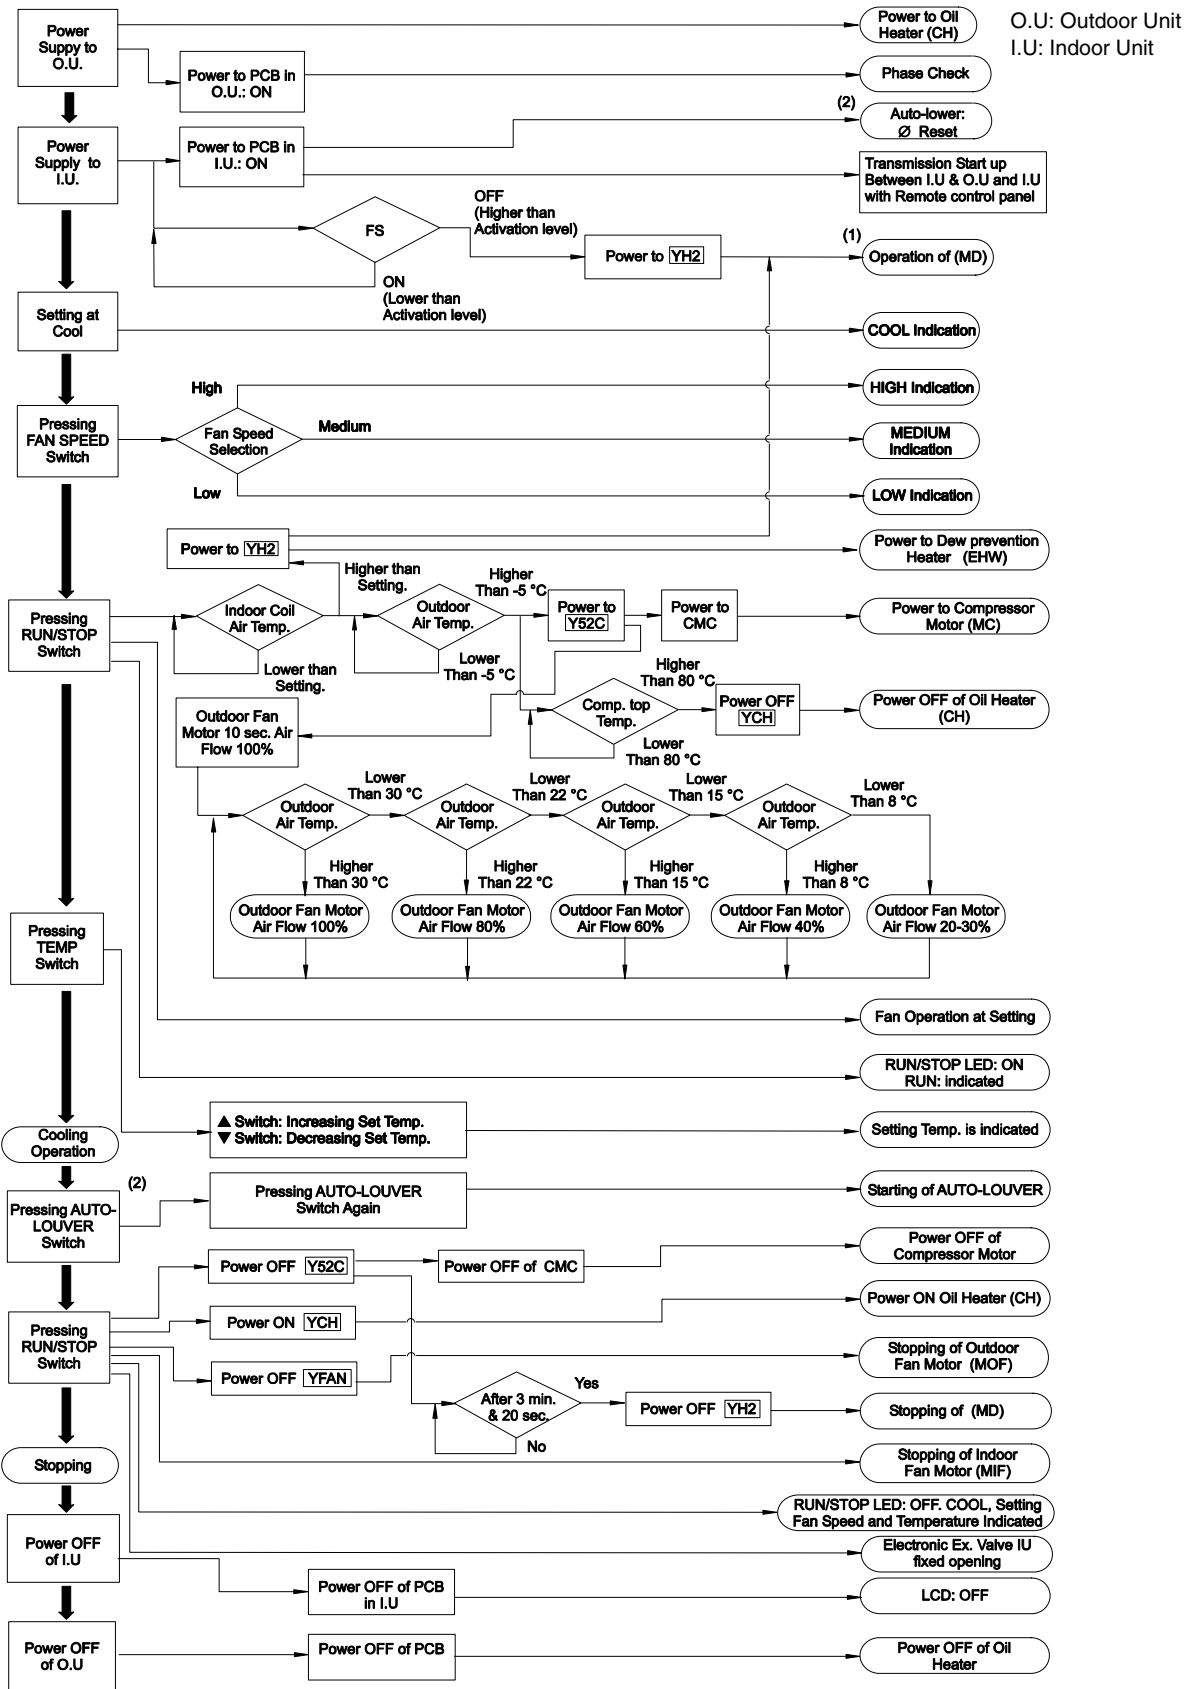 O.U: Outdoor Unit
I.U: Indoor Unit
Power
Suppy to
O.U.
Power to Oil
Heater (CH)
Power to PCB in
O.U.: ON
Phase Check
Power
Supply to
I.U.
Power to PCB in
I.U.: ON
(2)
Auto-lower:
Ø Reset
Transmission Start up
Between I.U & O.U and I.U
with Remote control panel
FS
OFF
(Higher than
Activation level)
ON
(Lower than
Activation level)
Power to YH2
(1)
Operation of (MD)
Setting at
Cool
COOL Indication
Pressing
FAN SPEED
Switch
Fan Speed
Selection
High
Medium
Low
HIGH Indication
MEDIUM
Indication
LOW Indication
Power to YH2
Power to Dew prevention
Heater (EHW)
Pressing
RUN/STOP
Switch
Indoor Coil
Air Temp.
Higher than
Setting.
Lower than
Setting.
Outdoor
Air Temp.
Higher
Than -5 °C
Lower
Than -5 °C
Power to
Y52C
Power to
CMC
Power to Compressor
Motor (MC)
Comp. top
Temp.
Higher
Than 80 °C
Lower
Than 80 °C
Power OFF
YCH
Power OFF of Oil Heater
(CH)
Outdoor Fan
Motor 10 sec. Air
Flow 100%
Outdoor
Air Temp.
Lower
Than 30 °C
Outdoor
Air Temp.
Lower
Than 22 °C
Outdoor
Air Temp.
Lower
Than 15 °C
Outdoor
Air Temp.
Lower
Than 8 °C
Higher
Than 30 °C
Higher
Than 22 °C
Higher
Than 15 °C
Higher
Than 8 °C
Outdoor Fan Motor
Air Flow 100%
Outdoor Fan Motor
Air Flow 80%
Outdoor Fan Motor
Air Flow 60%
Outdoor Fan Motor
Air Flow 40%
Outdoor Fan Motor
Air Flow 20-30%
Pressing
TEMP
Switch
Fan Operation at Setting
RUN/STOP LED: ON
RUN: indicated
▲ Switch: Increasing Set Temp.
▼ Switch: Decreasing Set Temp.
Setting Temp. is indicated
Cooling
Operation
(2)
Pressing AUTO-
LOUVER
Switch
Pressing AUTO-LOUVER
Switch Again
Starting of AUTO-LOUVER
Power OFF Y52C
Power OFF of CMC
Power OFF of
Compressor Motor
Pressing
RUN/STOP
Switch
Power ON YCH
Power ON Oil Heater (CH)
Power OFF YFAN
Stopping of Outdoor
Fan Motor (MOF)
After 3 min.
& 20 sec.
Yes
No
Power OFF YH2
Stopping of (MD)
Stopping
Stopping of Indoor
Fan Motor (MIF)
RUN/STOP LED: OFF. COOL, Setting
Fan Speed and Temperature Indicated
Power OFF
of I.U
Electronic Ex. Valve IU
fixed opening
Power OFF of PCB
in I.U
LCD: OFF
Power OFF
of O.U
Power OFF of PCB
Power OFF of Oil
Heater